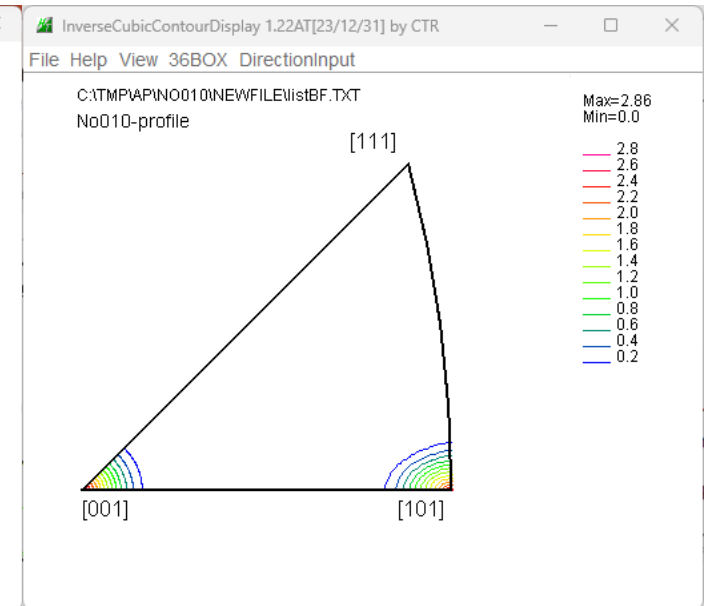 InverseCubicContourDisplay 1.22AT[23/12/31] by CTR
File Help View 36BOX DirectionInput
C:\TMP\AP\NO010\NEWFILE\listBF.TXT
No010-profile
Max=2.86
Min=0.0
[111]
2.8
2.6
2.4
2.2
2.0
1.8
1.6
1.4
1.2
1.0
0.8
0.6
0.4
0.2
[001]
[101]